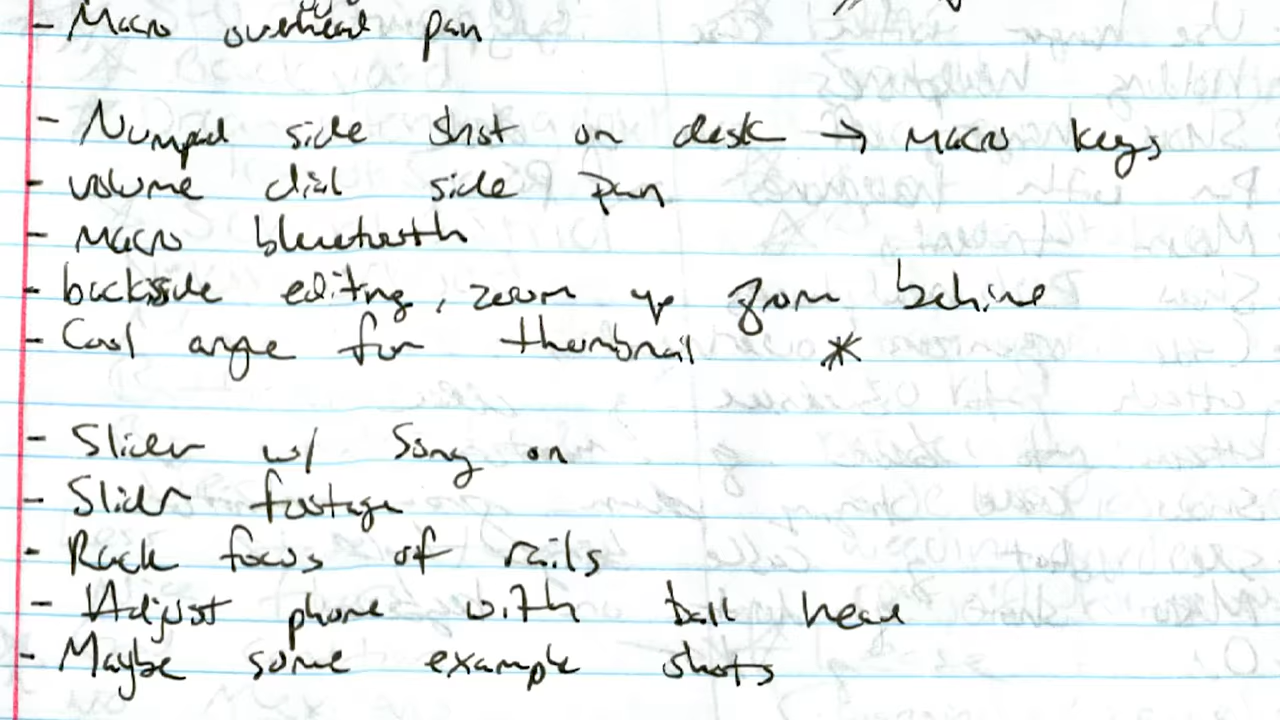 - Macro overhead pan
- Numpad side shot on desk → macro keys
- volume dial side pan
- macro bluetooth
- backside editing, zoom up from behind
- Cool angle for thumbnail *
- Slider w/ Song on
- Slider footage
- Rack focus of rails
- Adjust phone with ball head
- Maybe some example shots